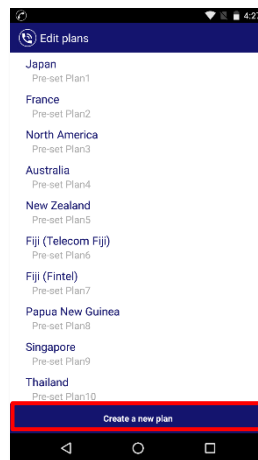 4:27
Edit plans
Japan
Pre-set Plan1
France
Pre-set Plan2
North America
Pre-set Plan3
Australia
Pre-set Plan4
New Zealand
Pre-set Plan5
Fiji (Telecom Fiji)
Pre-set Plan6
Fiji (Fintel)
Pre-set Plan7
Papua New Guinea
Pre-set Plan8
Singapore
Pre-set Plan9
Thailand
Pre-set Plan10
Create a new plan